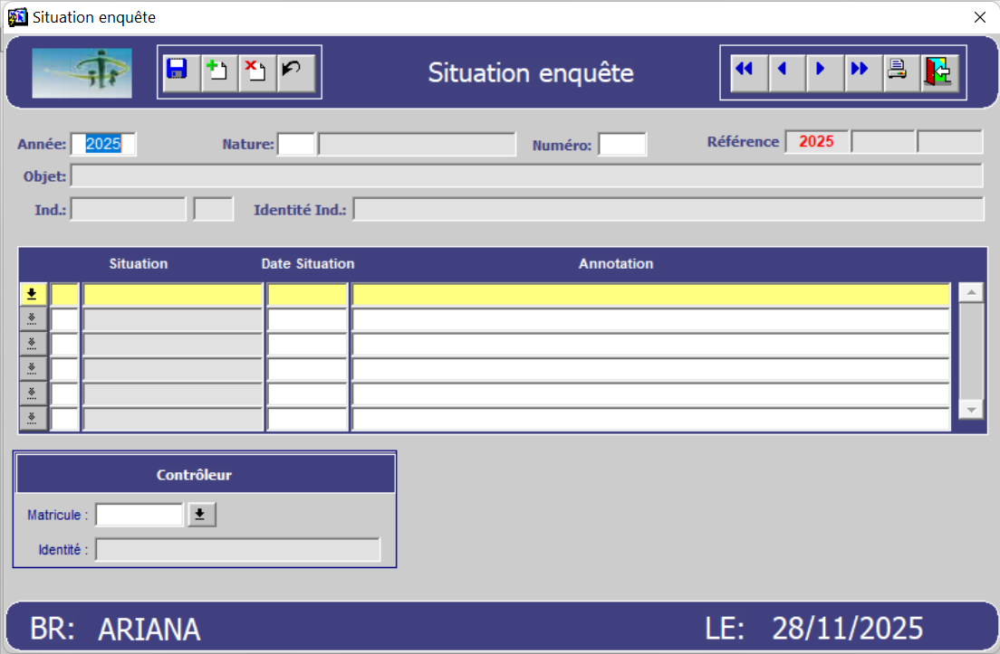 Situation enquête
Situation enquête
Année: 2025 Nature: Numéro: Référence 2025
Objet:
Ind.: Identité Ind.:
Situation Date Situation Annotation
Contrôleur
Matricule :
Identité :
BR: ARIANA LE: 28/11/2025